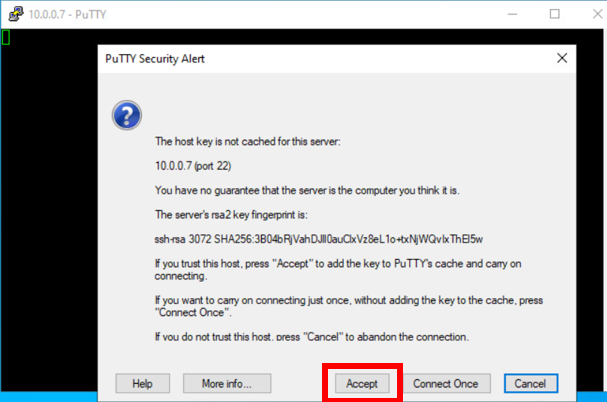 10.0.0.7 - PuTTY
PuTTY Security Alert
The host key is not cached for this server:
10.0.0.7 (port 22)
You have no guarantee that the server is the computer you think it is.
The server's rsa2 key fingerprint is:
ssh-rsa 3072 SHA256:3B04bRjVahDJlI0auClxVz8eL1o+txNjWQvlxThEI5w
If you trust this host, press "Accept" to add the key to PuTTY's cache and carry on
connecting.
If you want to carry on connecting just once, without adding the key to the cache, press
"Connect Once".
If you do not trust this host, press "Cancel" to abandon the connection.
Help More info... Accept Connect Once Cancel